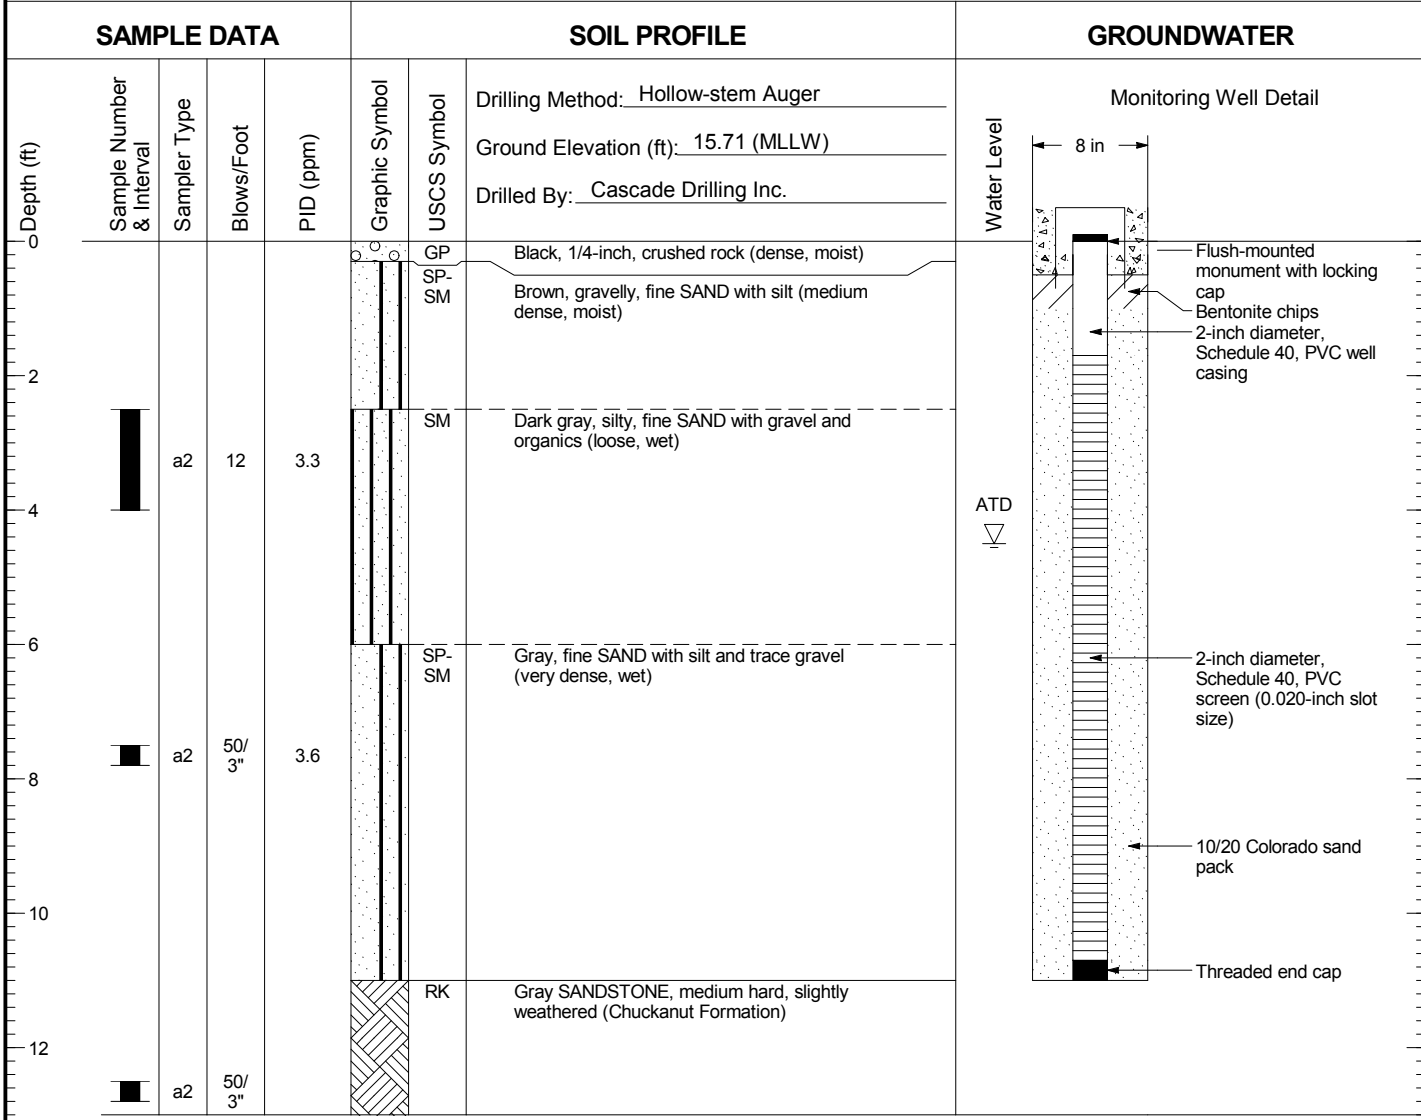 SAMPLE DATA
SOIL PROFILE
GROUNDWATER
Depth (ft)
Sample Number
& Interval
Sampler Type
Blows/Foot
PID (ppm)
Graphic Symbol
USCS Symbol
Drilling Method: Hollow-stem Auger
Ground Elevation (ft): 15.71 (MLLW)
Drilled By: Cascade Drilling Inc.
Water Level
Monitoring Well Detail
8 in
0
GP
Black, 1/4-inch, crushed rock (dense, moist)
SP-
SM
Brown, gravelly, fine SAND with silt (medium
dense, moist)
Flush-mounted
monument with locking
cap
Bentonite chips
2-inch diameter,
Schedule 40, PVC well
casing
2
SM
Dark gray, silty, fine SAND with gravel and
organics (loose, wet)
a2
12
3.3
4
ATD
6
SP-
SM
Gray, fine SAND with silt and trace gravel
(very dense, wet)
2-inch diameter,
Schedule 40, PVC
screen (0.020-inch slot
size)
a2
50/
3"
3.6
8
10/20 Colorado sand
pack
10
Threaded end cap
RK
Gray SANDSTONE, medium hard, slightly
weathered (Chuckanut Formation)
12
a2
50/
3"